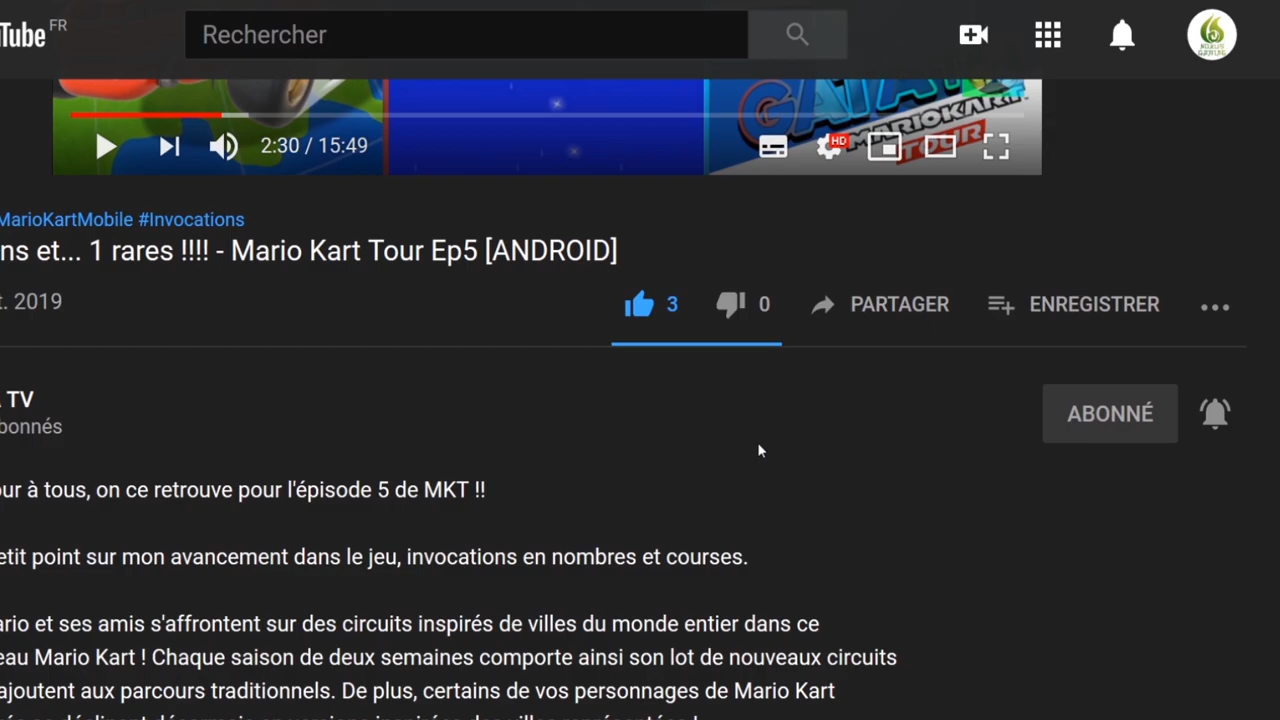 Tube FR
Rechercher
MARIOKART
TOUR
2:30 / 15:49
HD
MarioKartMobile #Invocations
ns et... 1 rares !!!! - Mario Kart Tour Ep5 [ANDROID]
t. 2019
3
0
PARTAGER
ENREGISTRER
TV
bonnés
ABONNÉ
ur à tous, on ce retrouve pour l'épisode 5 de MKT !!
etit point sur mon avancement dans le jeu, invocations en nombres et courses.
ario et ses amis s'affrontent sur des circuits inspirés de villes du monde entier dans ce
eau Mario Kart ! Chaque saison de deux semaines comporte ainsi son lot de nouveaux circuits
ajoutent aux parcours traditionnels. De plus, certains de vos personnages de Mario Kart